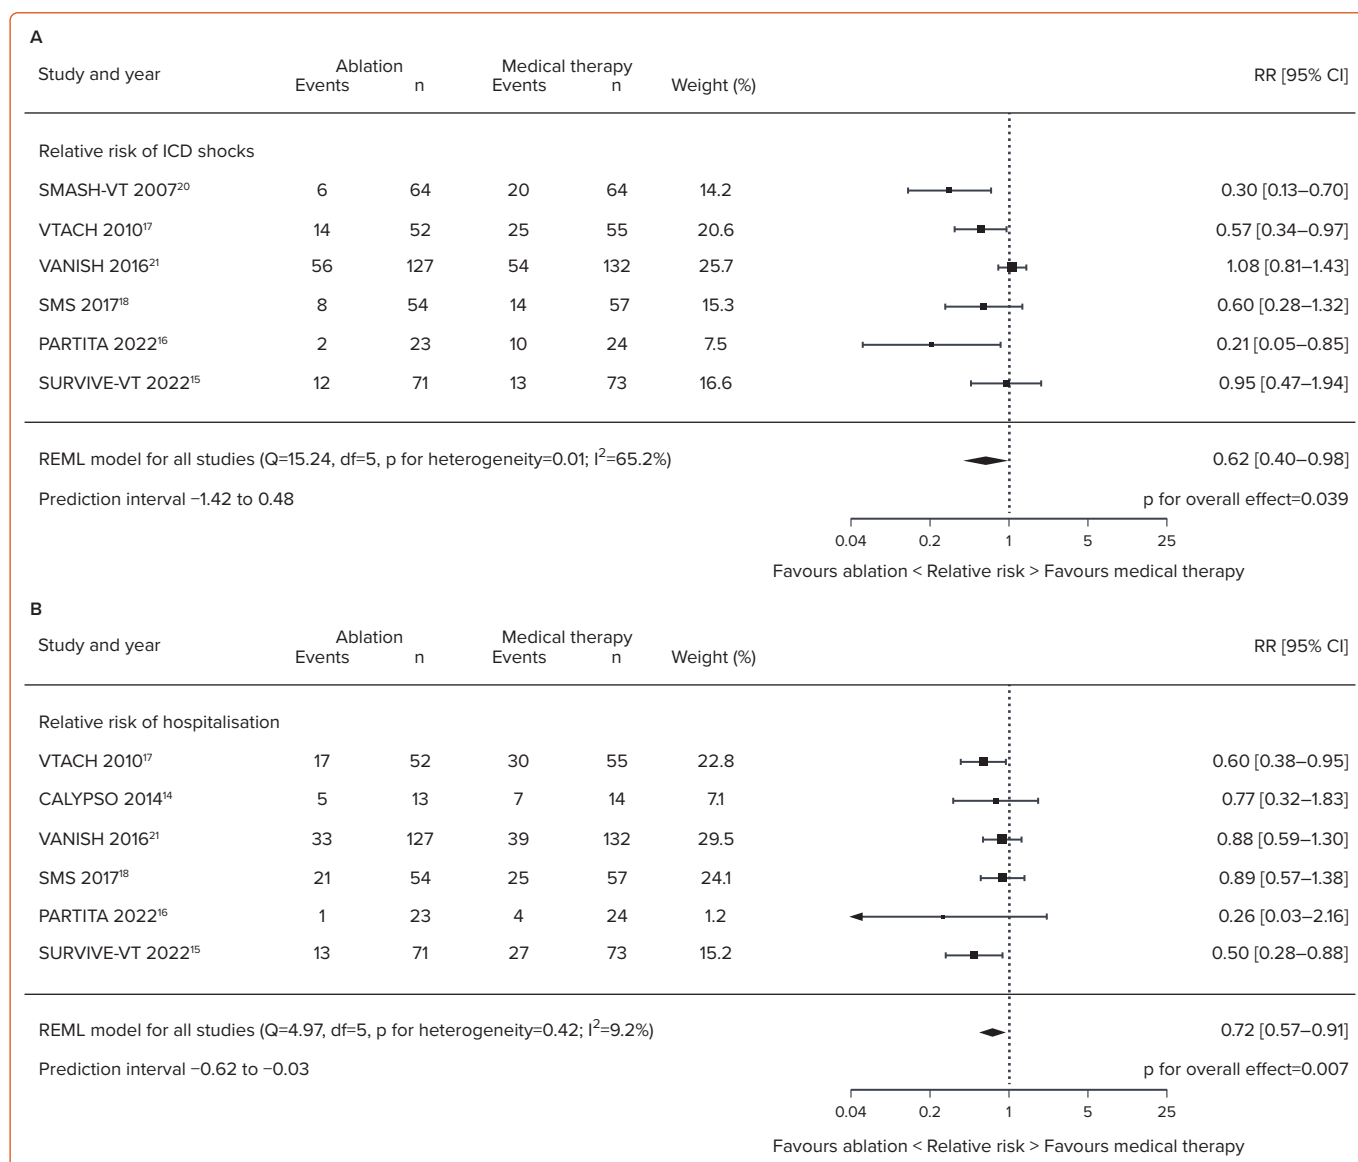 A
Study and year Ablation Medical therapy RR [95% CI]
Events n Events n Weight (%)
Relative risk of ICD shocks
SMASH-VT 2007²⁰ 6 64 20 64 14.2 0.30 [0.13–0.70]
VTACH 2010¹⁷ 14 52 25 55 20.6 0.57 [0.34–0.97]
VANISH 2016²¹ 56 127 54 132 25.7 1.08 [0.81–1.43]
SMS 2017¹⁸ 8 54 14 57 15.3 0.60 [0.28–1.32]
PARTITA 2022¹⁶ 2 23 10 24 7.5 0.21 [0.05–0.85]
SURVIVE-VT 2022¹⁵ 12 71 13 73 16.6 0.95 [0.47–1.94]
REML model for all studies (Q=15.24, df=5, p for heterogeneity=0.01; I²=65.2%) 0.62 [0.40–0.98]
Prediction interval −1.42 to 0.48 p for overall effect=0.039
0.04 0.2 1 5 25
Favours ablation < Relative risk > Favours medical therapy
B
Study and year Ablation Medical therapy RR [95% CI]
Events n Events n Weight (%)
Relative risk of hospitalisation
VTACH 2010¹⁷ 17 52 30 55 22.8 0.60 [0.38–0.95]
CALYPSO 2014¹⁴ 5 13 7 14 7.1 0.77 [0.32–1.83]
VANISH 2016²¹ 33 127 39 132 29.5 0.88 [0.59–1.30]
SMS 2017¹⁸ 21 54 25 57 24.1 0.89 [0.57–1.38]
PARTITA 2022¹⁶ 1 23 4 24 1.2 0.26 [0.03–2.16]
SURVIVE-VT 2022¹⁵ 13 71 27 73 15.2 0.50 [0.28–0.88]
REML model for all studies (Q=4.97, df=5, p for heterogeneity=0.42; I²=9.2%) 0.72 [0.57–0.91]
Prediction interval −0.62 to −0.03 p for overall effect=0.007
0.04 0.2 1 5 25
Favours ablation < Relative risk > Favours medical therapy